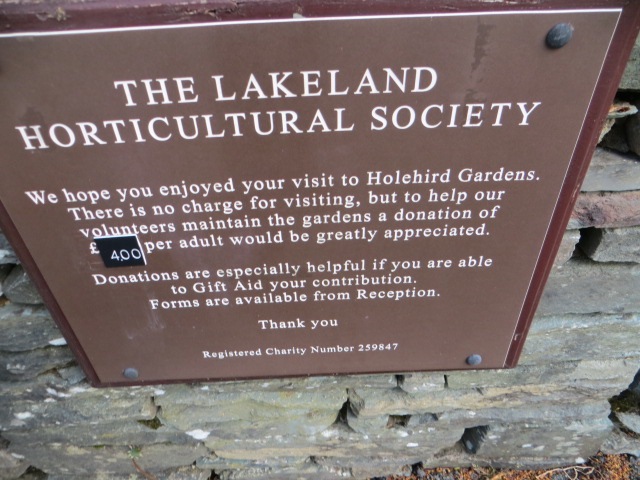 THE LAKELAND
HORTICULTURAL SOCIETY
We hope you enjoyed your visit to Holehird Gardens.
There is no charge for visiting, but to help our
volunteers maintain the gardens a donation of
£4.00 per adult would be greatly appreciated.
Donations are especially helpful if you are able
to Gift Aid your contribution.
Forms are available from Reception.
Thank you
Registered Charity Number 259847